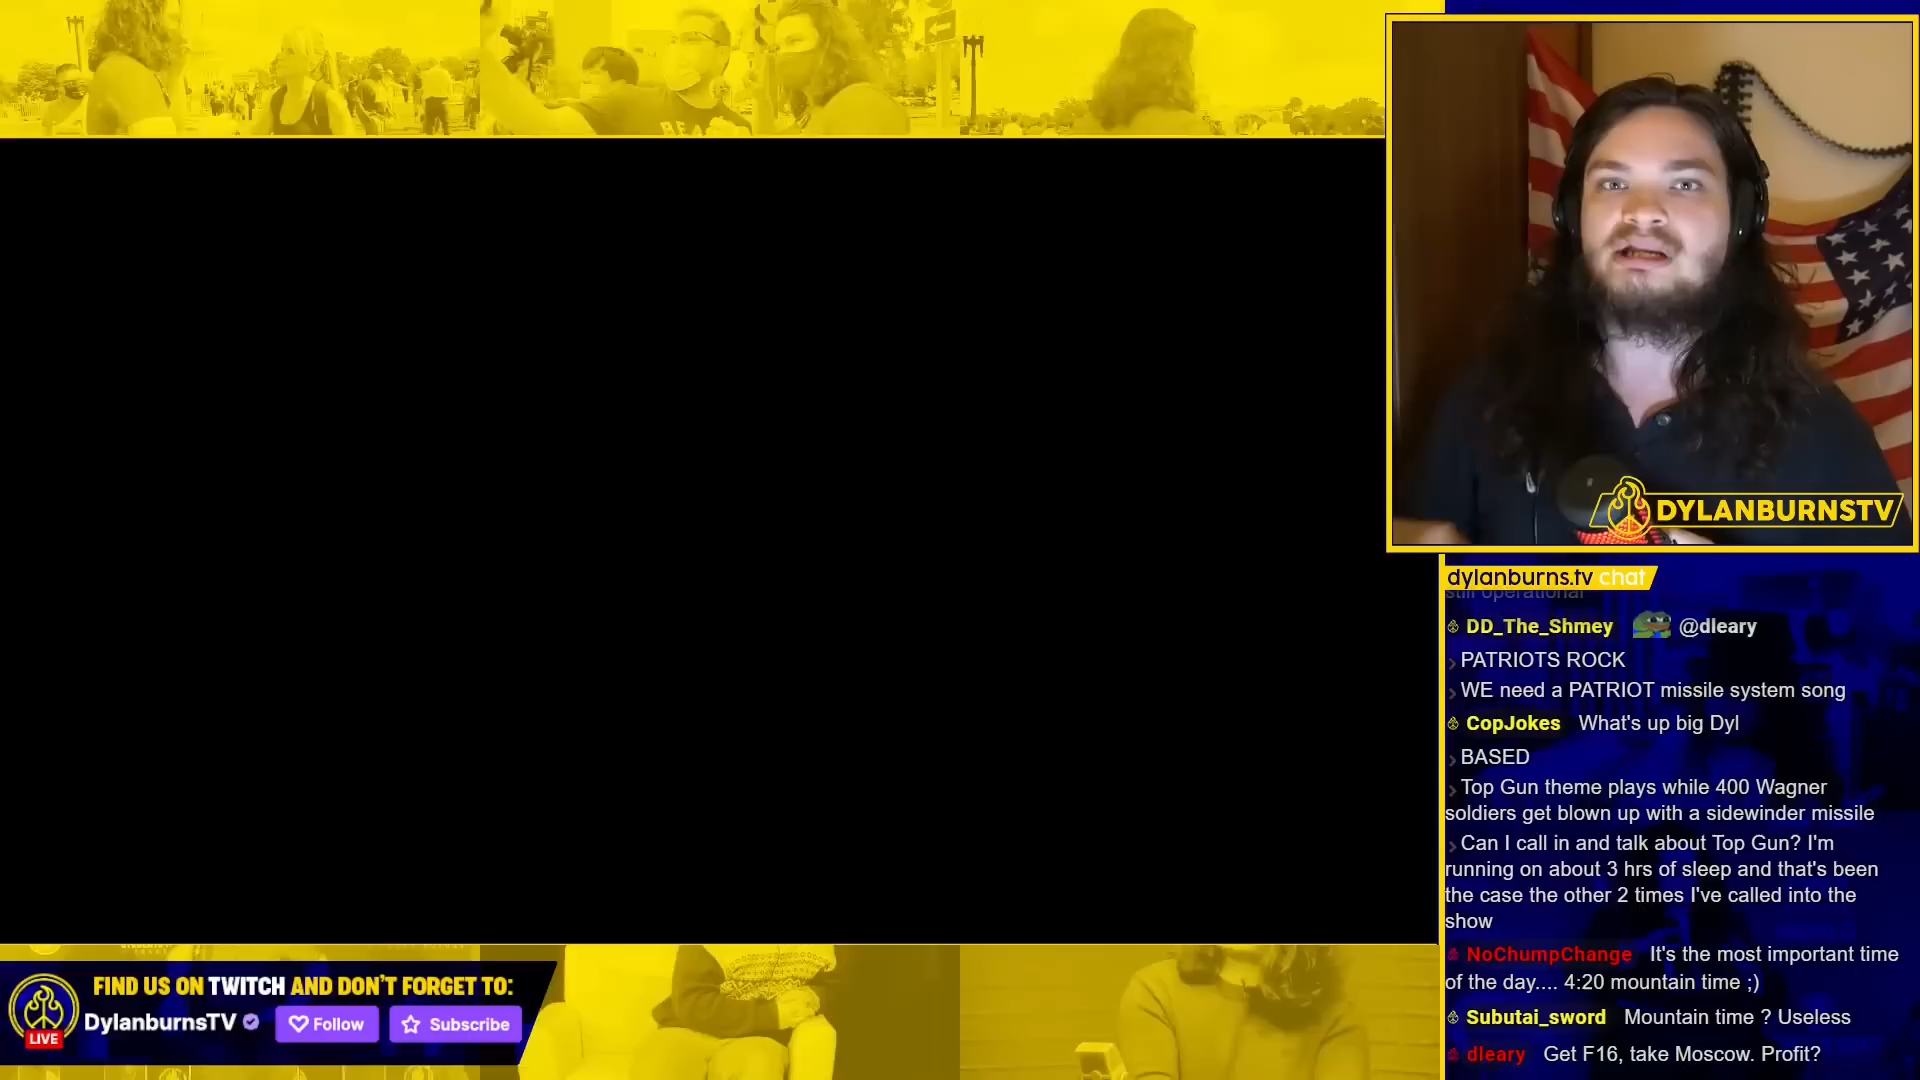 DYLANBURNSTV
dylanburns.tv chat
still operational
DD_The_Shmey @dleary
PATRIOTS ROCK
WE need a PATRIOT missile system song
CopJokes What's up big Dyl
BASED
Top Gun theme plays while 400 Wagner
soldiers get blown up with a sidewinder missile
Can I call in and talk about Top Gun? I'm
running on about 3 hrs of sleep and that's been
the case the other 2 times I've called into the
show
NoChumpChange It's the most important time
of the day.... 4:20 mountain time ;)
Subutai_sword Mountain time ? Useless
dleary Get F16, take Moscow. Profit?
FIND US ON TWITCH AND DON'T FORGET TO:
DylanburnsTV
Follow
Subscribe
LIVE